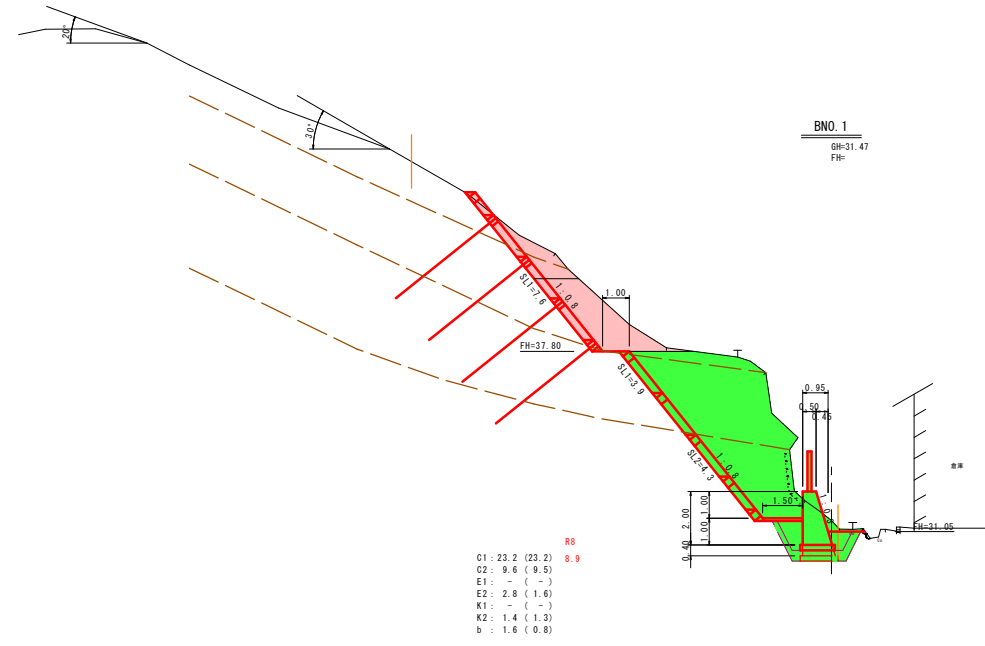 20°
30°
BNO. 1
GH=31.47
FH=
SL1=7.6
1:0.8
1.00
FH=37.80
SL1=3.9
0.95
0.50
0.45
SL2=4.3
1:0.8
倉庫
1.50
1.00
2.00
1.00
0.40
FH=31.05
R8
C1 : 23.2 (23.2) 8.9
C2 : 9.6 ( 9.5)
E1 : - ( - )
E2 : 2.8 ( 1.6)
K1 : - ( - )
K2 : 1.4 ( 1.3)
b : 1.6 ( 0.8)